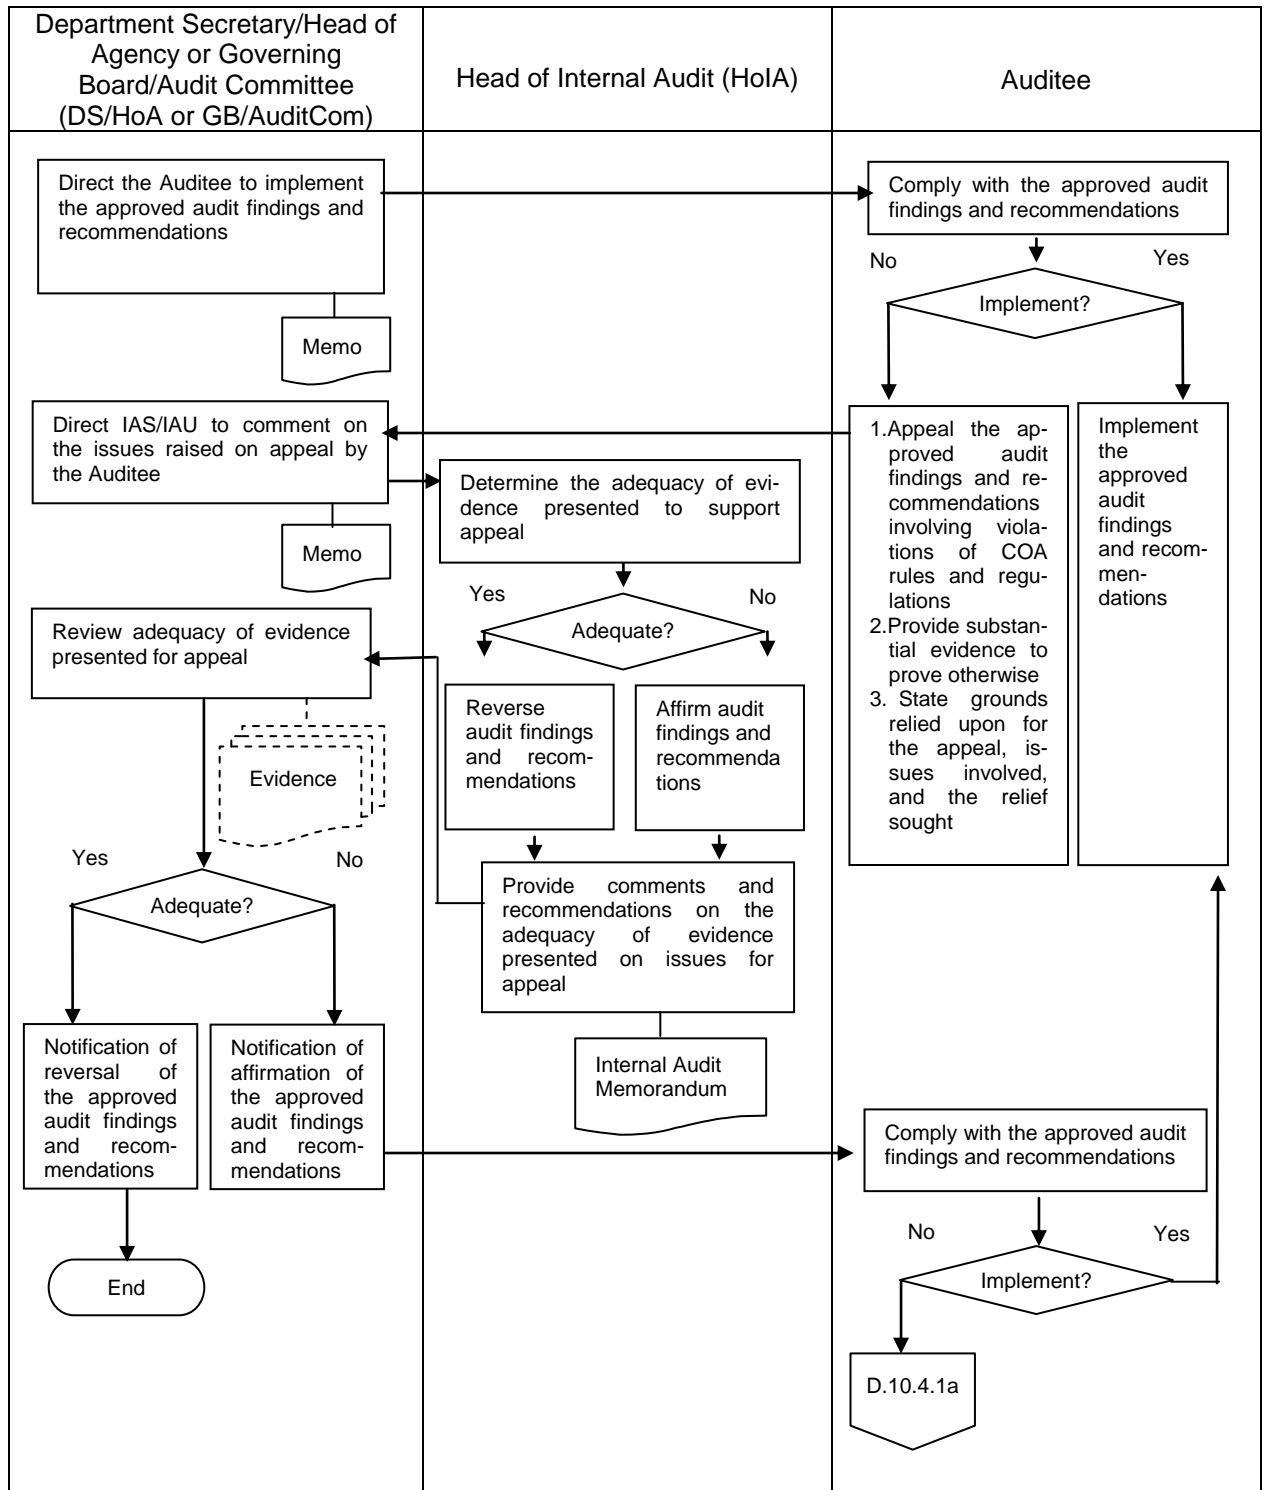 Department Secretary/Head of
Agency or Governing
Board/Audit Committee
(DS/HoA or GB/AuditCom)
Head of Internal Audit (HoIA)
Auditee
Direct the Auditee to implement
the approved audit findings and
recommendations
Memo
Comply with the approved audit
findings and recommendations
No
Yes
Implement?
Direct IAS/IAU to comment on
the issues raised on appeal by
the Auditee
Memo
Determine the adequacy of evi-
dence presented to support
appeal
Yes
No
Adequate?
1.Appeal the ap-
proved audit
findings and re-
commendations
involving viola-
tions of COA
rules and regu-
lations
2.Provide substan-
tial evidence to
prove otherwise
3. State grounds
relied upon for
the appeal, is-
sues involved,
and the relief
sought
Implement
the
approved
audit
findings
and recom-
men-
dations
Review adequacy of evidence
presented for appeal
Evidence
Reverse
audit findings
and recom-
mendations
Affirm audit
findings and
recommenda
tions
Yes
No
Adequate?
Provide comments and
recommendations on the
adequacy of evidence
presented on issues for
appeal
Internal Audit
Memorandum
Notification of
reversal of
the approved
audit findings
and recom-
mendations
Notification of
affirmation of
the approved
audit findings
and recom-
mendations
End
Comply with the approved audit
findings and recommendations
No
Yes
Implement?
D.10.4.1a